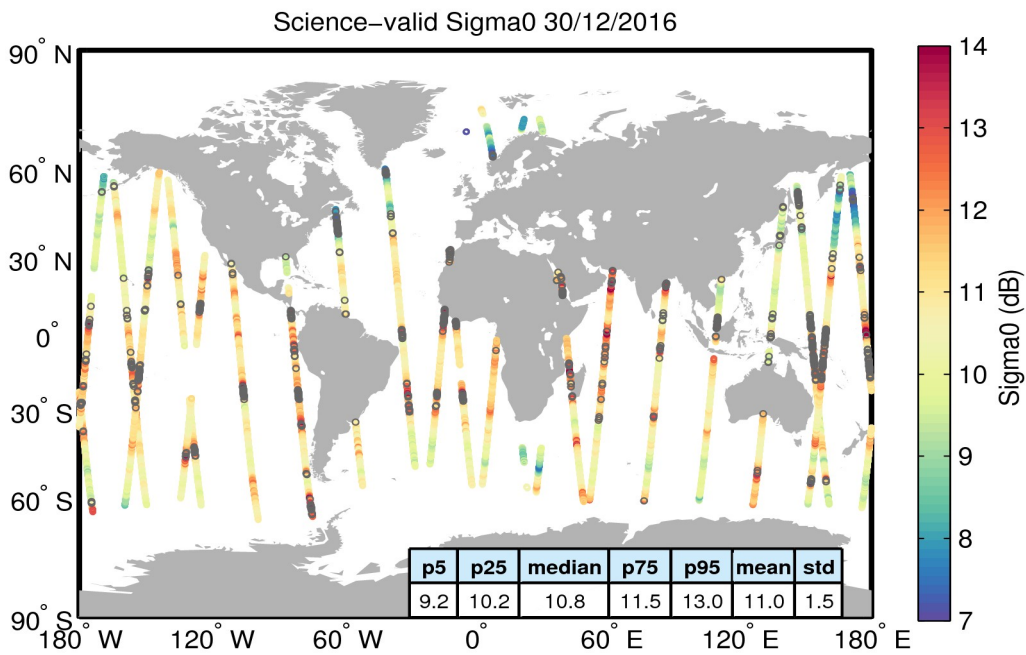 Science−valid Sigma0 30/12/2016
90° N
60° N
30° N
0°
30° S
60° S
90° S
180° W
120° W
60° W
0°
60° E
120° E
180° E
p5 p25 median p75 p95 mean std
9.2 10.2 10.8 11.5 13.0 11.0 1.5
14
13
12
11
10
9
8
7
Sigma0 (dB)